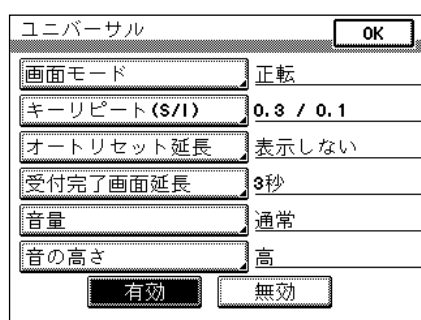 ユニバーサル OK
画面モード 正転
キーリピート(S/I) 0.3 / 0.1
オートリセット延長 表示しない
受付完了画面延長 3秒
音量 通常
音の高さ 高
有効 無効